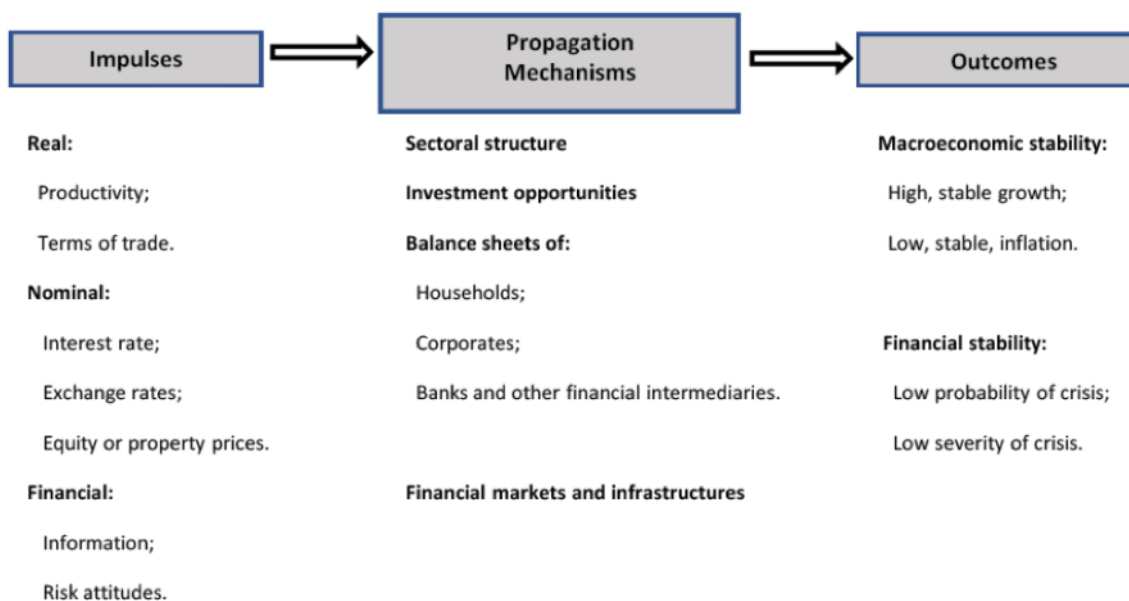 Impulses
Propagation
Mechanisms
Outcomes
Real:
Productivity;
Terms of trade.
Nominal:
Interest rate;
Exchange rates;
Equity or property prices.
Financial:
Information;
Risk attitudes.
Sectoral structure
Investment opportunities
Balance sheets of:
Households;
Corporates;
Banks and other financial intermediaries.
Financial markets and infrastructures
Macroeconomic stability:
High, stable growth;
Low, stable, inflation.
Financial stability:
Low probability of crisis;
Low severity of crisis.